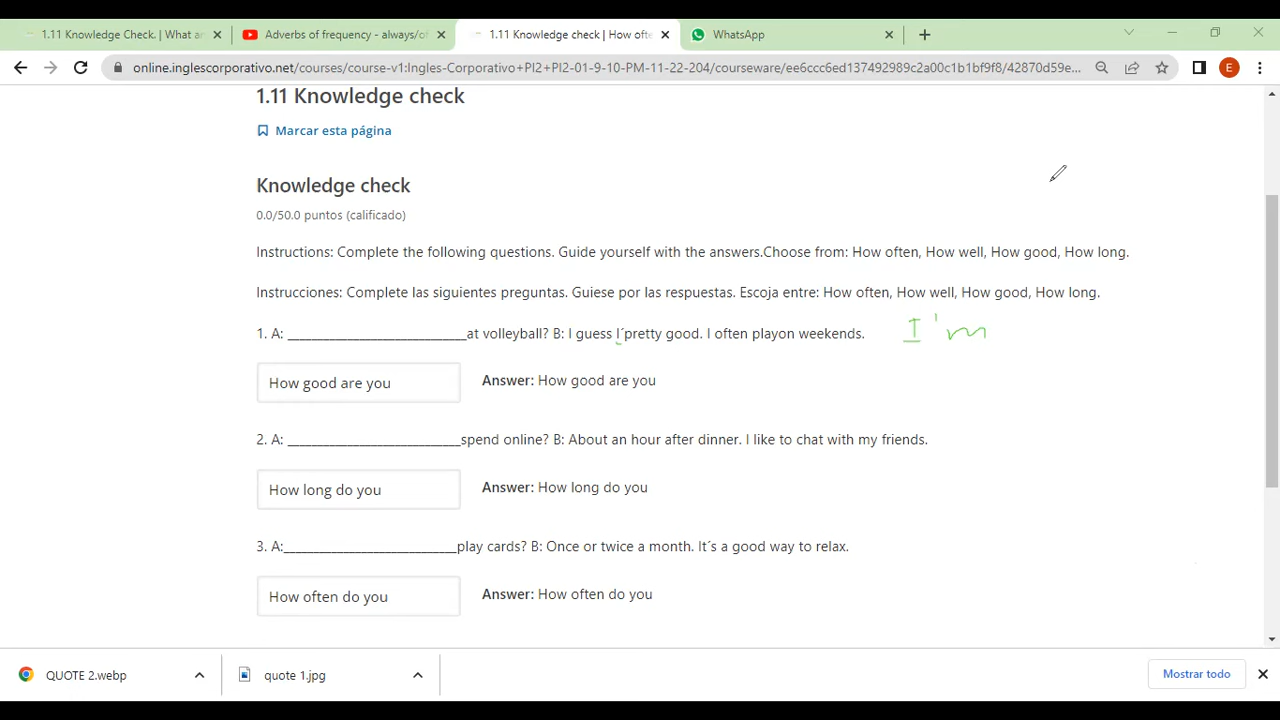 1.11 Knowledge Check. | What ar
Adverbs of frequency - always/of
1.11 Knowledge check | How ofte
WhatsApp
online.inglescorporativo.net/courses/course-v1:Ingles-Corporativo+PI2+PI2-01-9-10-PM-11-22-204/courseware/ee6ccc6ed137492989c2a00c1b1bf9f8/42870d59e...
E
1.11 Knowledge check
Marcar esta página
Knowledge check
0.0/50.0 puntos (calificado)
Instructions: Complete the following questions. Guide yourself with the answers.Choose from: How often, How well, How good, How long.
Instrucciones: Complete las siguientes preguntas. Guiese por las respuestas. Escoja entre: How often, How well, How good, How long.
1. A: __________________________at volleyball? B: I guess I´pretty good. I often playon weekends. I'm
How good are you Answer: How good are you
2. A: _________________________spend online? B: About an hour after dinner. I like to chat with my friends.
How long do you Answer: How long do you
3. A:_________________________play cards? B: Once or twice a month. It´s a good way to relax.
How often do you Answer: How often do you
QUOTE 2.webp
quote 1.jpg
Mostrar todo